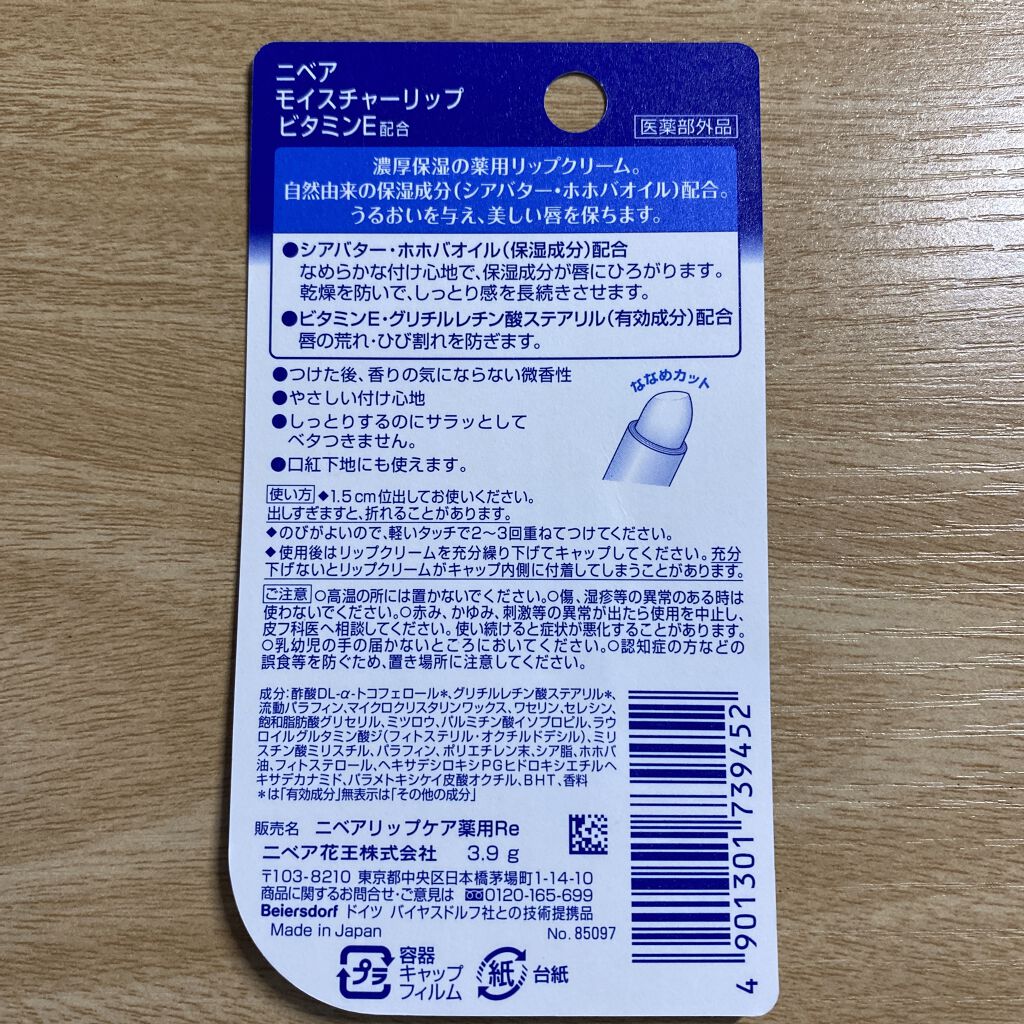 ニベア
モイスチャーリップ
ビタミンE配合
医薬部外品
濃厚保湿の薬用リップクリーム。
自然由来の保湿成分(シアバター・ホホバオイル)配合。
うるおいを与え、美しい唇を保ちます。
●シアバター・ホホバオイル(保湿成分)配合
なめらかな付け心地で、保湿成分が唇にひろがります。
乾燥を防いで、しっとり感を長続きさせます。
●ビタミンE・グリチルレチン酸ステアリル(有効成分)配合
唇の荒れ・ひび割れを防ぎます。
●つけた後、香りの気にならない微香性
●やさしい付け心地
●しっとりするのにサラッとして
ベタつきません。
●口紅下地にも使えます。
ななめカット
使い方 ◆1.5cm位出してお使いください。
出しすぎますと、折れることがあります。
◆のびがよいので、軽いタッチで2〜3回重ねてつけてください。
◆使用後はリップクリームを充分繰り下げてキャップしてください。充分
下げないとリップクリームがキャップ内側に付着してしまうことがあります。
ご注意 ○高温の所には置かないでください。○傷、湿疹等の異常のある時は
使わないでください。○赤み、かゆみ、刺激等の異常が出たら使用を中止し、
皮フ科医へ相談してください。使い続けると症状が悪化することがあります。
○乳幼児の手の届かないところにおいてください。○認知症の方などの
誤食等を防ぐため、置き場所に注意してください。
成分:酢酸DL-α-トコフェロール*、グリチルレチン酸ステアリル*、
流動パラフィン、マイクロクリスタリンワックス、ワセリン、セレシン、
飽和脂肪酸グリセリル、ミツロウ、パルミチン酸イソプロピル、ラウ
ロイルグルタミン酸ジ(フィトステリル・オクチルドデシル)、ミリ
スチン酸ミリスチル、パラフィン、ポリエチレン末、シア脂、ホホバ
油、フィトステロール、ヘキサデシロキシPGヒドロキシエチルヘ
キサデカナミド、パラメトキシケイ皮酸オクチル、BHT、香料
*は「有効成分」無表示は「その他の成分」
販売名 ニベアリップケア薬用Re
ニベア花王株式会社 3.9g
〒103-8210 東京都中央区日本橋茅場町1-14-10
商品に関するお問合せ・ご意見は 0120-165-699
Beiersdorf ドイツ バイヤスドルフ社との技術提携品
Made in Japan No.85097
プラ
容器
キャップ
フィルム
紙
台紙
4 901301 739452